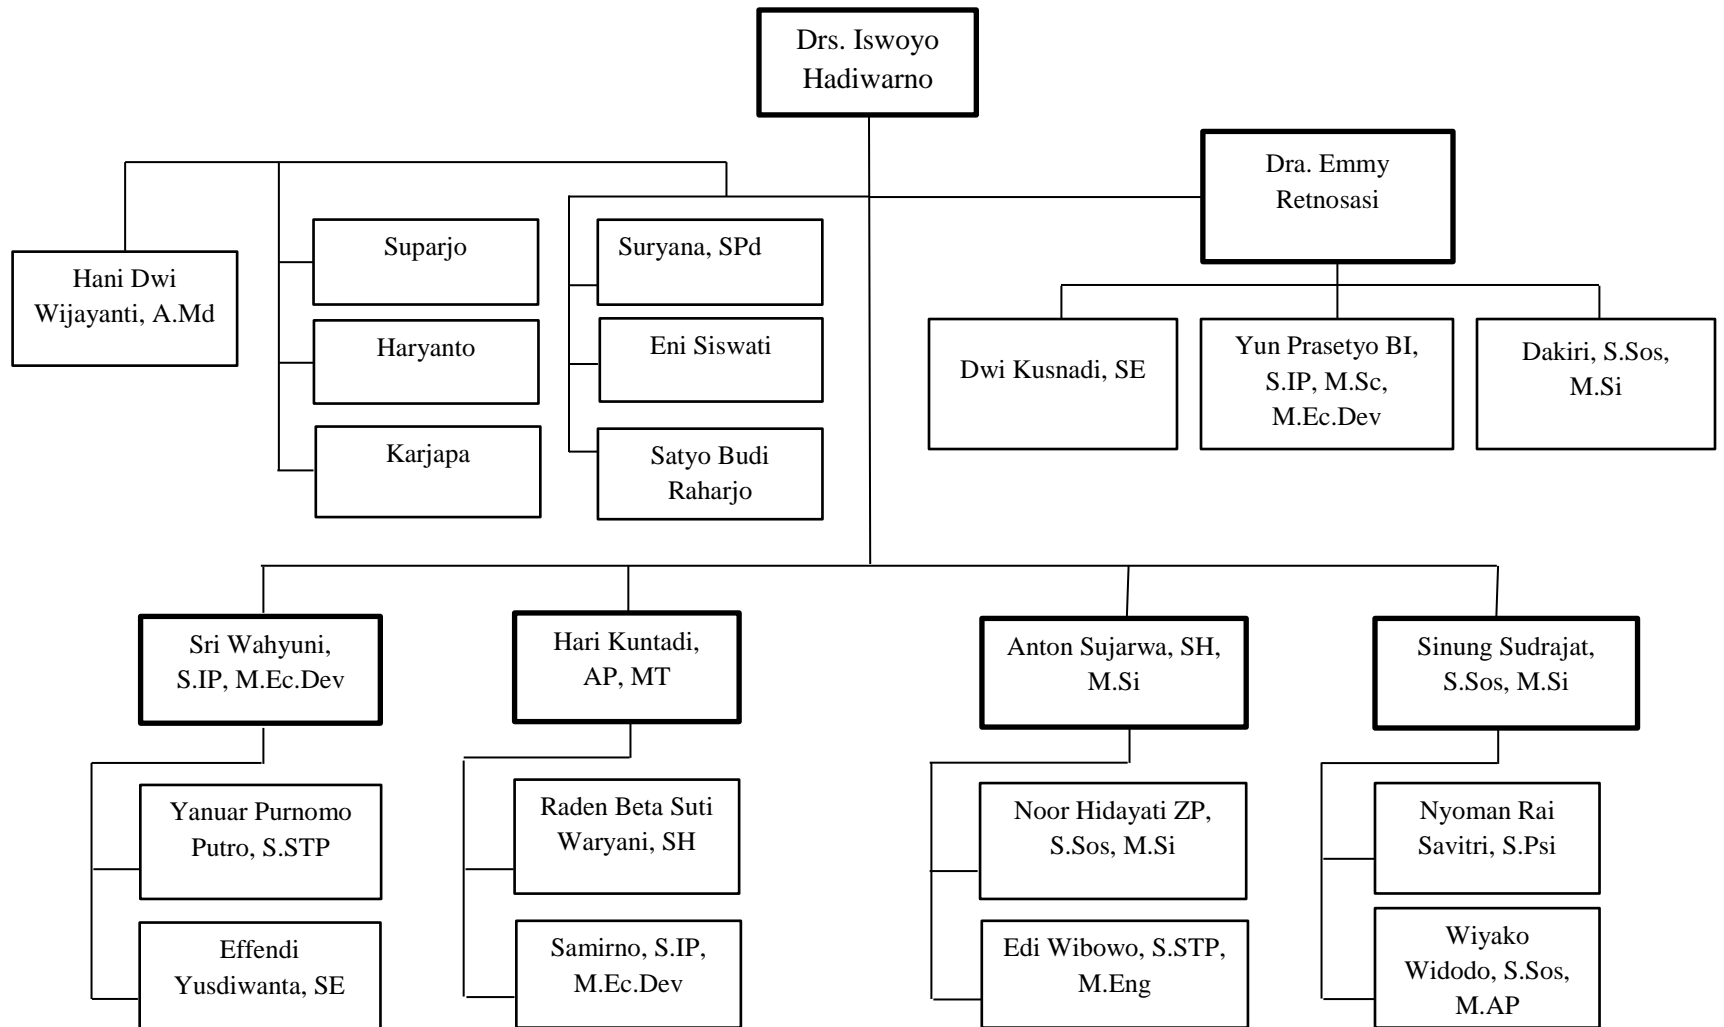 Drs. Iswoyo
Hadiwarno
Dra. Emmy
Retnosasi
Hani Dwi
Wijayanti, A.Md
Suparjo
Haryanto
Karjapa
Suryana, SPd
Eni Siswati
Satyo Budi
Raharjo
Dwi Kusnadi, SE
Yun Prasetyo BI,
S.IP, M.Sc,
M.Ec.Dev
Dakiri, S.Sos,
M.Si
Sri Wahyuni,
S.IP, M.Ec.Dev
Yanuar Purnomo
Putro, S.STP
Effendi
Yusdiwanta, SE
Hari Kuntadi,
AP, MT
Raden Beta Suti
Waryani, SH
Samirno, S.IP,
M.Ec.Dev
Anton Sujarwa, SH,
M.Si
Noor Hidayati ZP,
S.Sos, M.Si
Edi Wibowo, S.STP,
M.Eng
Sinung Sudrajat,
S.Sos, M.Si
Nyoman Rai
Savitri, S.Psi
Wiyako
Widodo, S.Sos,
M.AP